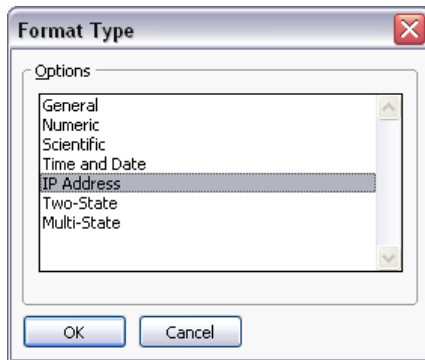 Format Type
Options
General
Numeric
Scientific
Time and Date
IP Address
Two-State
Multi-State
OK
Cancel